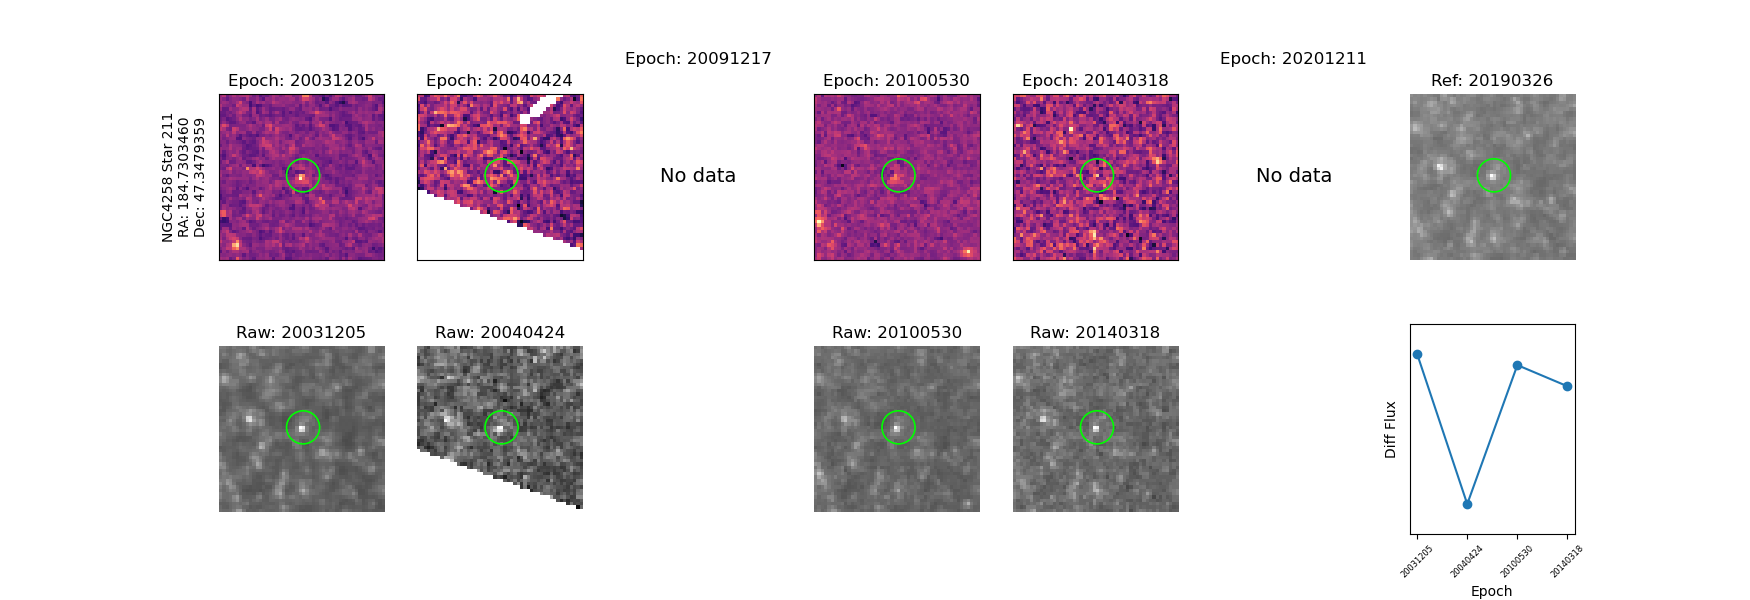 Epoch: 20091217
Epoch: 20201211
Epoch: 20031205
Epoch: 20040424
Epoch: 20100530
Epoch: 20140318
Ref: 20190326
NGC4258 Star 211
RA: 184.7303460
Dec: 47.3479359
No data
No data
Raw: 20031205
Raw: 20040424
Raw: 20100530
Raw: 20140318
Diff Flux
20031205
20040424
20100530
20140318
Epoch